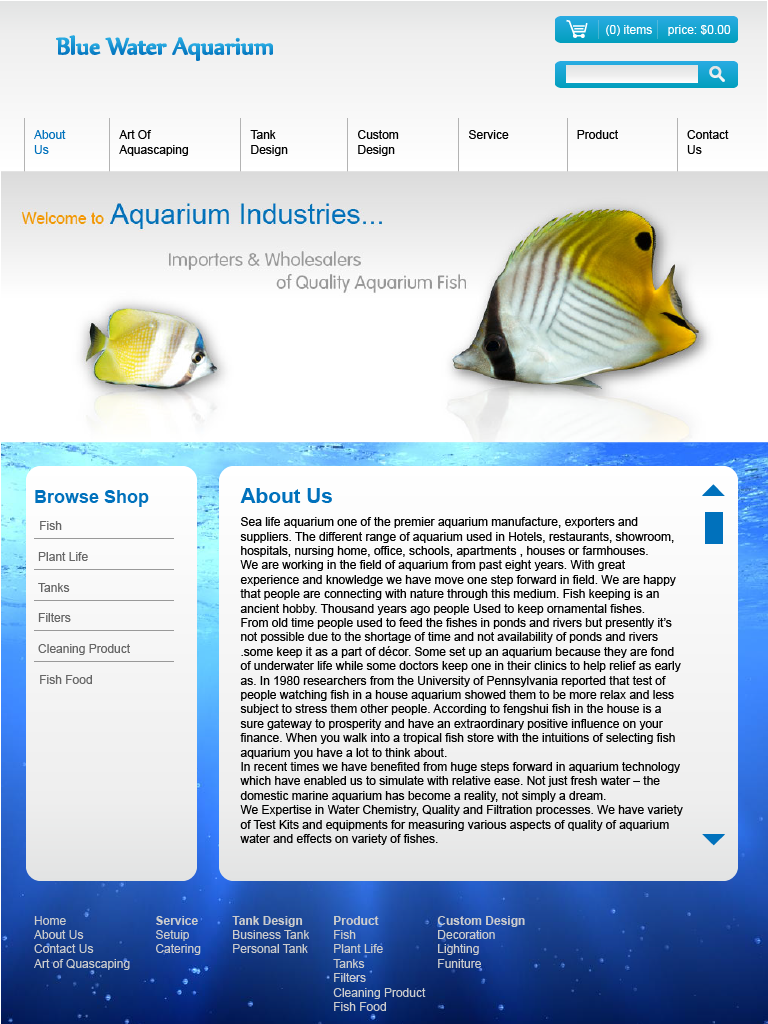 Blue Water Aquarium
(0) items
price: $0.00
About Us
Art Of Aquascaping
Tank Design
Custom Design
Service
Product
Contact Us
Welcome to Aquarium Industries...
Importers & Wholesalers
of Quality Aquarium Fish
Browse Shop
Fish
Plant Life
Tanks
Filters
Cleaning Product
Fish Food
About Us
Sea life aquarium one of the premier aquarium manufacture, exporters and
suppliers. The different range of aquarium used in Hotels, restaurants, showroom,
hospitals, nursing home, office, schools, apartments , houses or farmhouses.
We are working in the field of aquarium from past eight years. With great
experience and knowledge we have move one step forward in field. We are happy
that people are connecting with nature through this medium. Fish keeping is an
ancient hobby. Thousand years ago people Used to keep ornamental fishes.
From old time people used to feed the fishes in ponds and rivers but presently it’s
not possible due to the shortage of time and not availability of ponds and rivers
.some keep it as a part of décor. Some set up an aquarium because they are fond
of underwater life while some doctors keep one in their clinics to help relief as early
as. In 1980 researchers from the University of Pennsylvania reported that test of
people watching fish in a house aquarium showed them to be more relax and less
subject to stress them other people. According to fengshui fish in the house is a
sure gateway to prosperity and have an extraordinary positive influence on your
finance. When you walk into a tropical fish store with the intuitions of selecting fish
aquarium you have a lot to think about.
In recent times we have benefited from huge steps forward in aquarium technology
which have enabled us to simulate with relative ease. Not just fresh water – the
domestic marine aquarium has become a reality, not simply a dream.
We Expertise in Water Chemistry, Quality and Filtration processes. We have variety
of Test Kits and equipments for measuring various aspects of quality of aquarium
water and effects on variety of fishes.
Home
About Us
Contact Us
Art of Quascaping
Service
Setuip
Catering
Tank Design
Business Tank
Personal Tank
Product
Fish
Plant Life
Tanks
Filters
Cleaning Product
Fish Food
Custom Design
Decoration
Lighting
Funiture